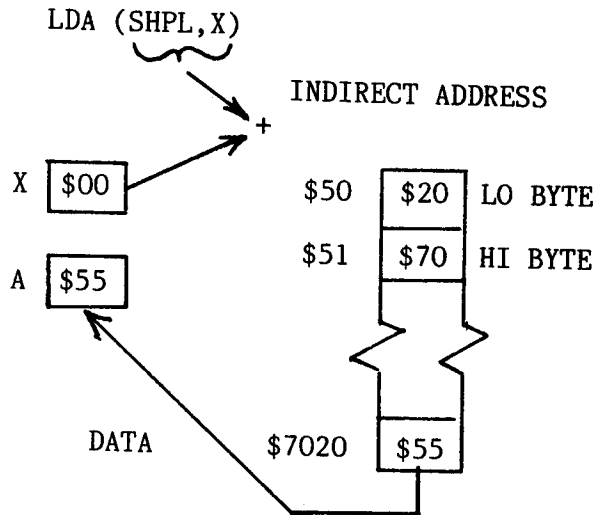 LDA (SHPL,X)
INDIRECT ADDRESS
+
X $00 $50 $20 LO BYTE
$51 $70 HI BYTE
A $55
DATA $7020 $55